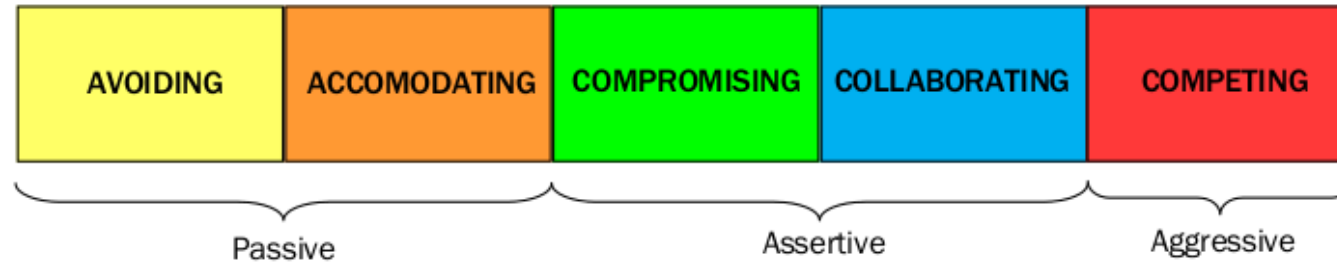 AVOIDING ACCOMODATING COMPROMISING COLLABORATING COMPETING
Passive Assertive Aggressive